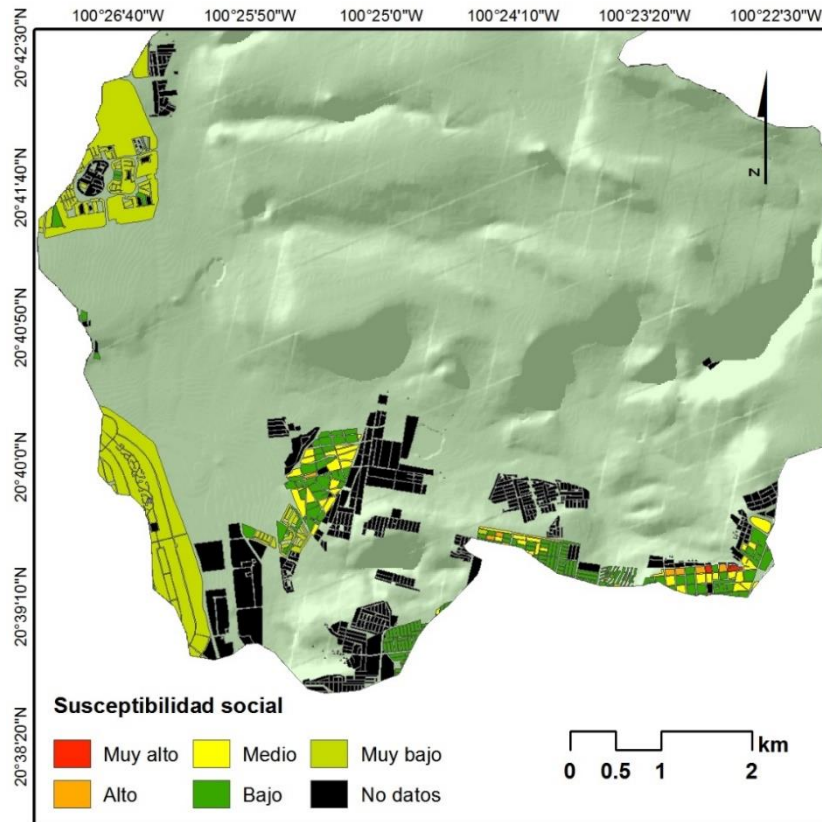 100°26'40"W 100°25'50"W 100°25'0"W 100°24'10"W 100°23'20"W 100°22'30"W
20°42'30"N
20°41'40"N
20°40'50"N
20°40'0"N
20°39'10"N
20°38'20"N
N
Susceptibilidad social
Muy alto Medio Muy bajo
Alto Bajo No datos
km
0 0.5 1 2